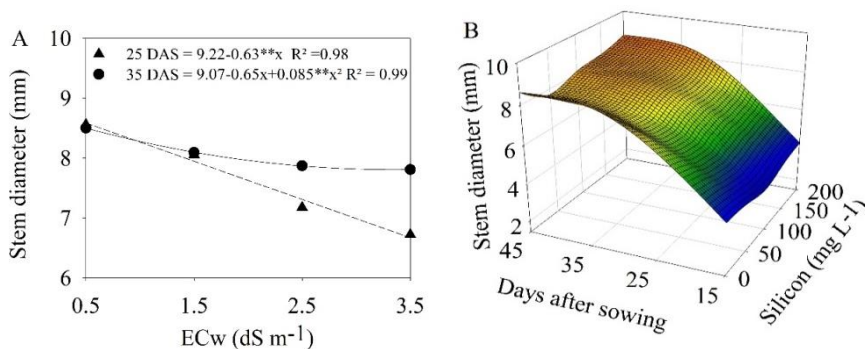 A
25 DAS = 9.22-0.63**x R² =0.98
35 DAS = 9.07-0.65x+0.085**x² R² = 0.99
Stem diameter (mm)
10
9
8
7
6
0.5 1.5 2.5 3.5
ECw (dS m-1)
B
Stem diameter (mm)
10
8
6
4
2
45 35 25 15
Days after sowing
0 50 100 150 200
Silicon (mg L-1)